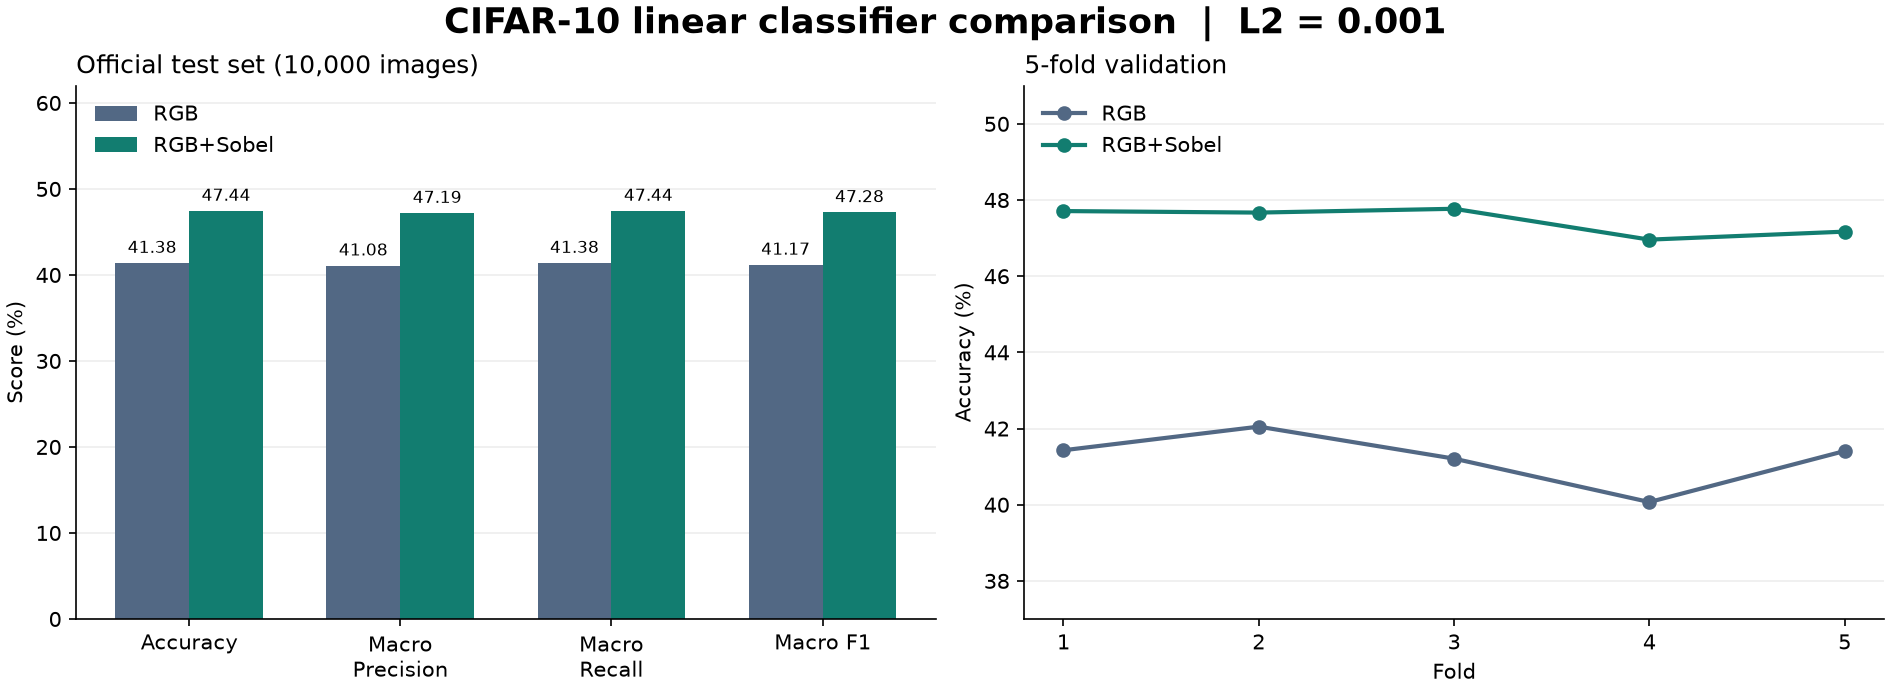 CIFAR-10 linear classifier comparison | L2 = 0.001
Official test set (10,000 images)
RGB
RGB+Sobel
Score (%)
60
50
40
30
20
10
0
41.38
47.44
41.08
47.19
41.38
47.44
41.17
47.28
Accuracy
Macro
Precision
Macro
Recall
Macro F1
5-fold validation
RGB
RGB+Sobel
Accuracy (%)
50
48
46
44
42
40
38
1
2
3
4
5
Fold